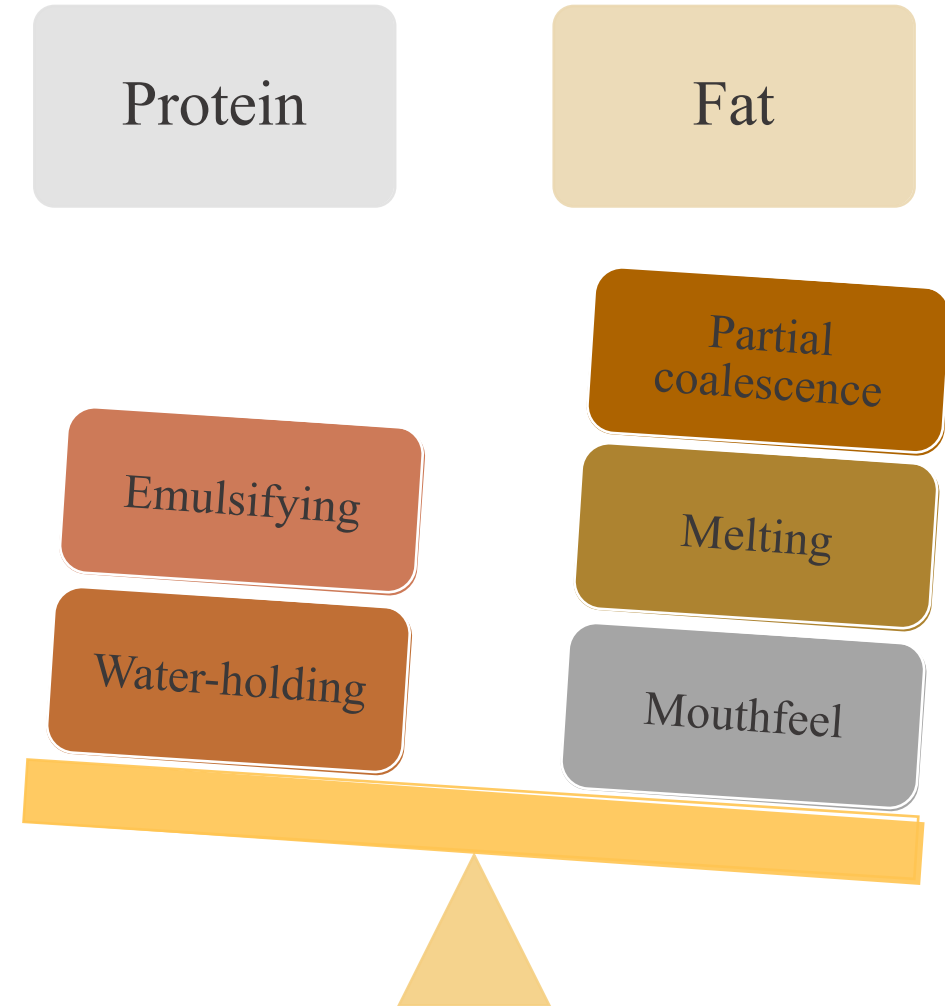 Protein
Fat
Partial
coalescence
Emulsifying
Melting
Water-holding
Mouthfeel